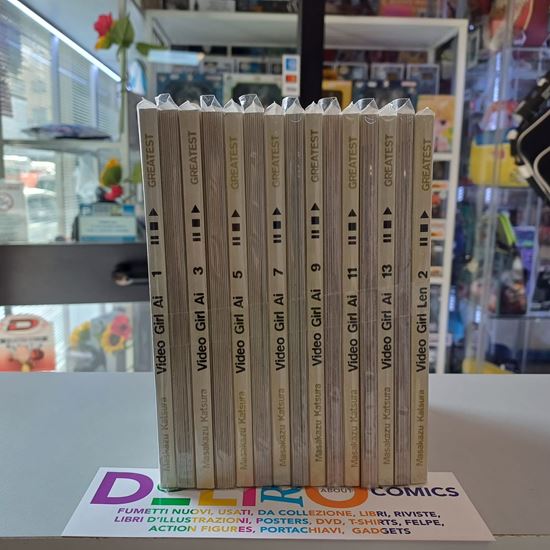 Masakazu Katsura Video Girl Ai 1 GREATEST
Masakazu Katsura Video Girl Ai 3 GREATEST
Masakazu Katsura Video Girl Ai 5 GREATEST
Masakazu Katsura Video Girl Ai 7 GREATEST
Masakazu Katsura Video Girl Ai 9 GREATEST
Masakazu Katsura Video Girl Ai 11 GREATEST
Masakazu Katsura Video Girl Ai 13 GREATEST
Masakazu Katsura Video Girl Len 2 GREATEST
ABOUT COMICS
FUMETTI NUOVI, USATI, DA COLLEZIONE, LIBRI, RIVISTE,
LIBRI D'ILLUSTRAZIONI, POSTERS, DVD, T-SHIRTS, FELPE,
ACTION FIGURES, PORTACHIAVI, GADGETS